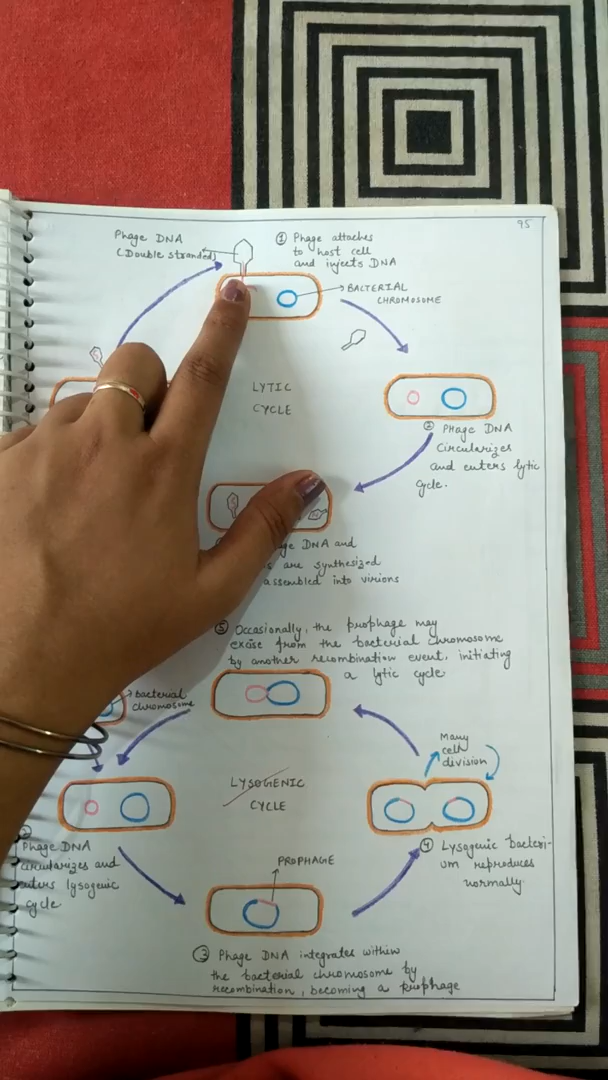 95
Phage DNA
(Double stranded)
① Phage attaches
to host cell
and injects DNA
BACTERIAL
CHROMOSOME
LYTIC
CYCLE
② PHage DNA
Circularizes
and enters lytic
cycle.
DNA and
are synthesized
assembled into virions
⑤ Occasionally, the prophage may
excise from the bacterial chromosome
by another recombination event, initiating
a lytic cycle
bacterial
chromosome
Many
cell
division
LYSOGENIC
CYCLE
Phage DNA
circularizes and
enters lysogenic
cycle
PROPHAGE
④ Lysogenic bacteri-
um reproduces
normally
③ Phage DNA integrates within
the bacterial chromosome by
recombination, becoming a prophage